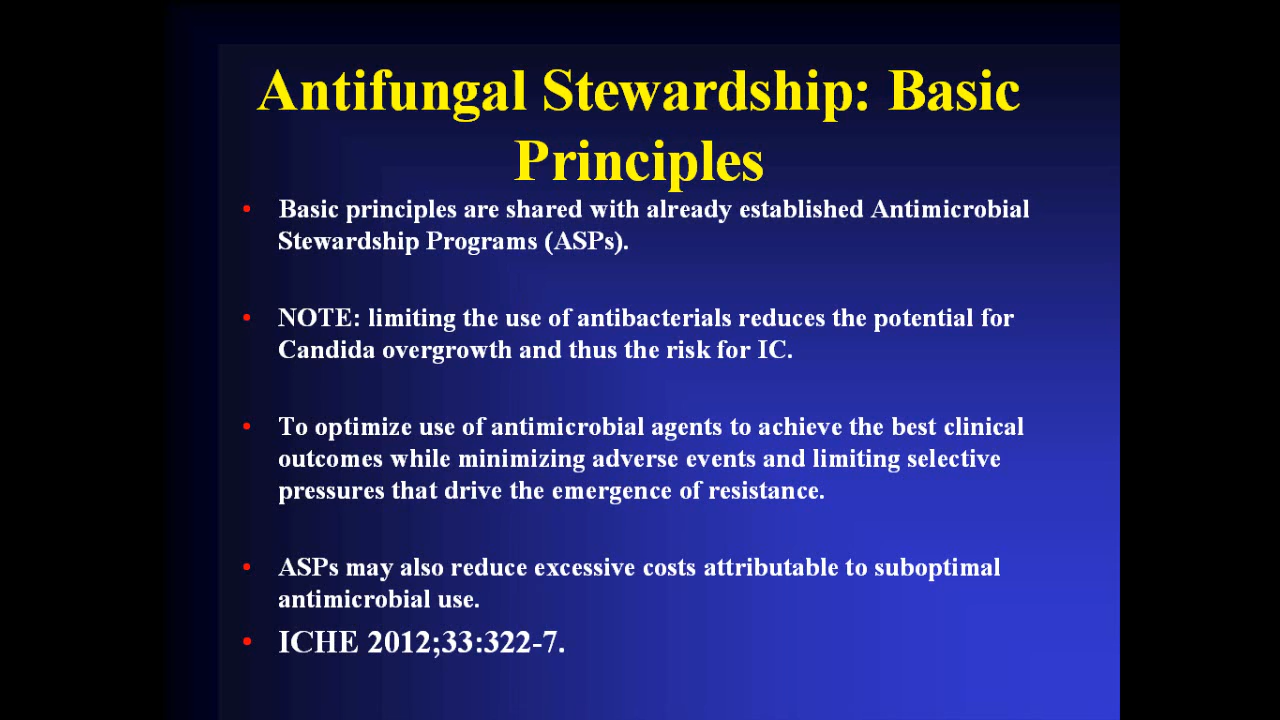 Antifungal Stewardship: Basic
Principles
• Basic principles are shared with already established Antimicrobial
Stewardship Programs (ASPs).
• NOTE: limiting the use of antibacterials reduces the potential for
Candida overgrowth and thus the risk for IC.
• To optimize use of antimicrobial agents to achieve the best clinical
outcomes while minimizing adverse events and limiting selective
pressures that drive the emergence of resistance.
• ASPs may also reduce excessive costs attributable to suboptimal
antimicrobial use.
• ICHE 2012;33:322-7.